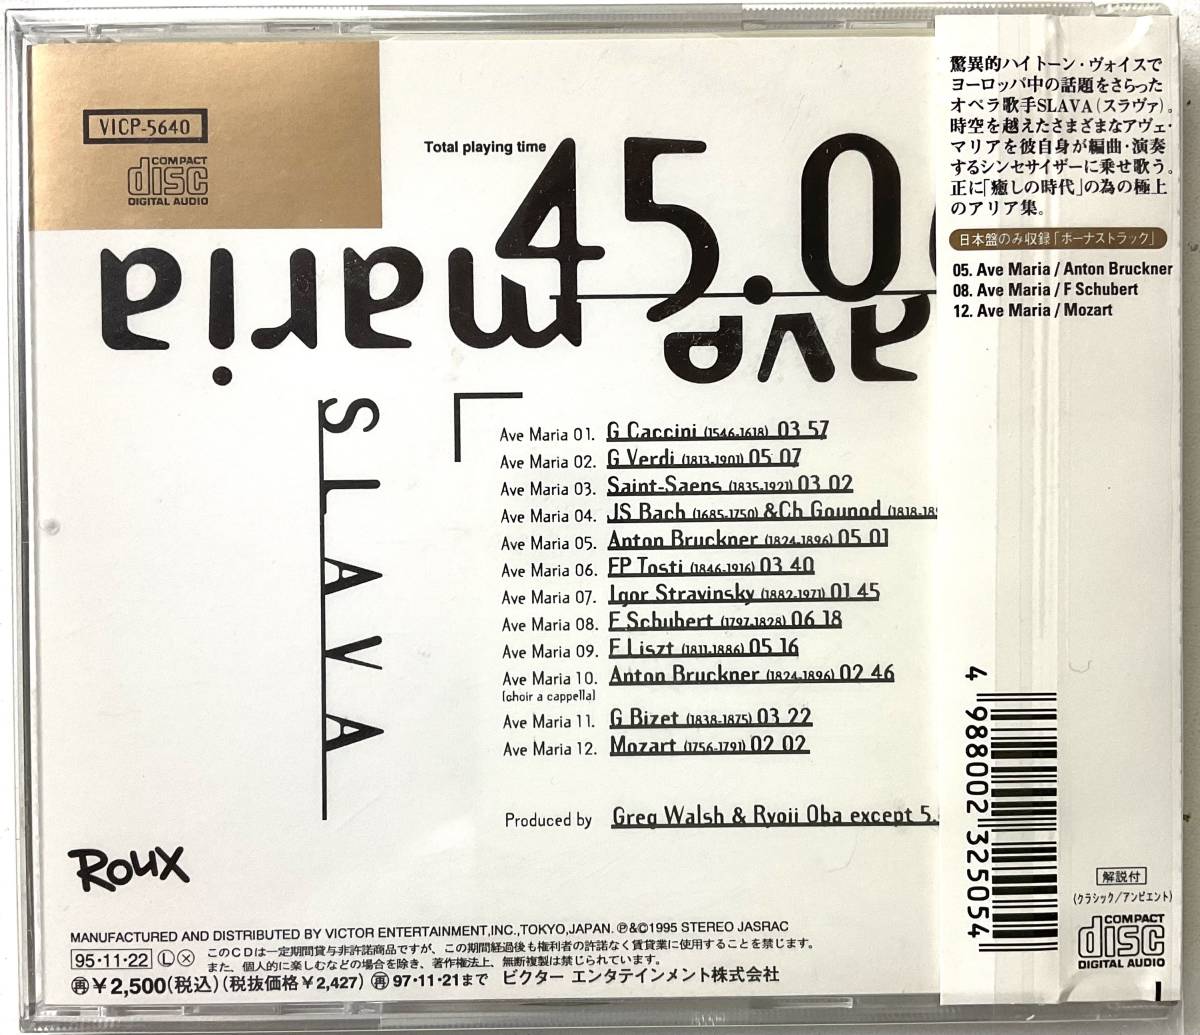 VICP-5640
COMPACT
disc
DIGITAL AUDIO
Total playing time
45.0
ave
maria
SLAVA
Ave Maria 01. G Caccini (1546-1618) 03 57
Ave Maria 02. G Verdi (1813-1901) 05 07
Ave Maria 03. Saint-Saens (1835-1921) 03 02
Ave Maria 04. JS Bach (1685-1750) &Ch Gounod (1818-18
Ave Maria 05. Anton Bruckner (1824-1896) 05 01
Ave Maria 06. FP Tosti (1846-1916) 03 40
Ave Maria 07. Igor Stravinsky (1882-1971) 01 45
Ave Maria 08. F Schubert (1797-1828) 06 18
Ave Maria 09. F Liszt (1811-1886) 05 16
Ave Maria 10. Anton Bruckner (1824-1896) 02 46
(choir a cappella)
Ave Maria 11. G Bizet (1838-1875) 03 22
Ave Maria 12. Mozart (1756-1791) 02 02
Produced by Greg Walsh & Ryoji Oba except 5.
Roux
MANUFACTURED AND DISTRIBUTED BY VICTOR ENTERTAINMENT,INC.,TOKYO,JAPAN. ℗&©1995 STEREO JASRAC
95・11・22 Ⓛ ⓧ このCDは一定期間貸与非許諾商品ですが、この期間経過後も権利者の許諾なく賃貸業に使用することを禁じます。
また、個人的に楽しむなどの場合を除き、著作権法上、無断複製は禁じられています。
㊢¥2,500(税込)(税抜価格¥2,427) ㊢97・11・21まで ビクター エンタテインメント株式会社
驚異的ハイトーン・ヴォイスで
ヨーロッパ中の話題をさらった
オペラ歌手SLAVA(スラヴァ)。
時空を越えたさまざまなアヴェ・
マリアを彼自身が編曲・演奏
するシンセサイザーに乗せ歌う。
正に「癒しの時代」の為の極上
のアリア集。
日本盤のみ収録「ボーナストラック」
05. Ave Maria / Anton Bruckner
08. Ave Maria / F Schubert
12. Ave Maria / Mozart
4 988002 325054
解説付
(クラシック/アンビエント)
COMPACT
disc
DIGITAL AUDIO